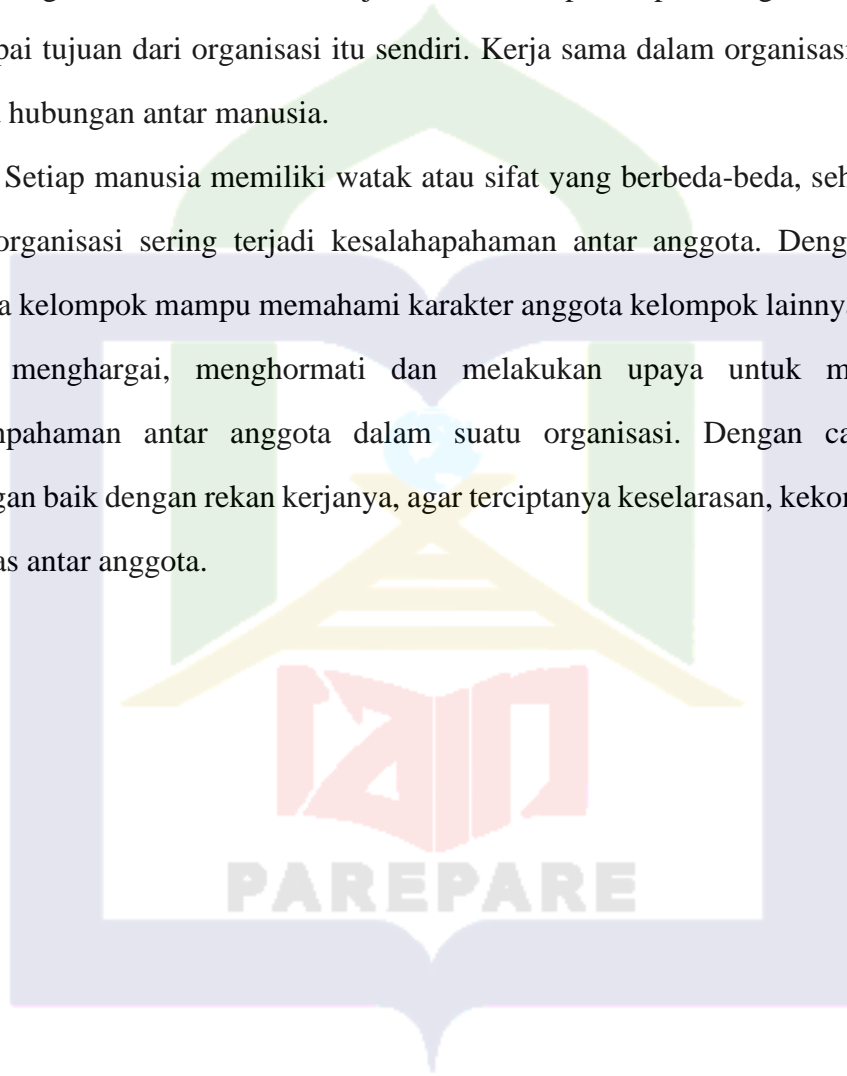 pai tujuan dari organisasi itu sendiri. Kerja sama dalam organisasi
hubungan antar manusia.
Setiap manusia memiliki watak atau sifat yang berbeda-beda, seh
organisasi sering terjadi kesalahapahaman antar anggota. Deng
a kelompok mampu memahami karakter anggota kelompok lainnya
menghargai, menghormati dan melakukan upaya untuk m
npahaman antar anggota dalam suatu organisasi. Dengan ca
gan baik dengan rekan kerjanya, agar terciptanya keselarasan, kekon
as antar anggota.
iain
PAREPARE